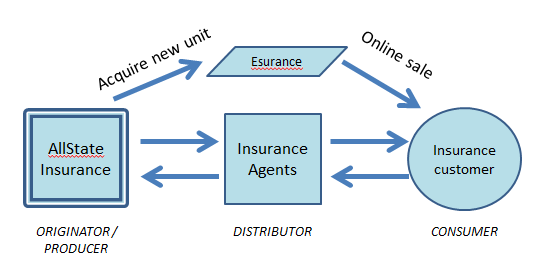 Acquire new unit
Esurance
Online sale
AllState
Insurance
Insurance
Agents
Insurance
customer
ORIGINATOR /
PRODUCER
DISTRIBUTOR
CONSUMER